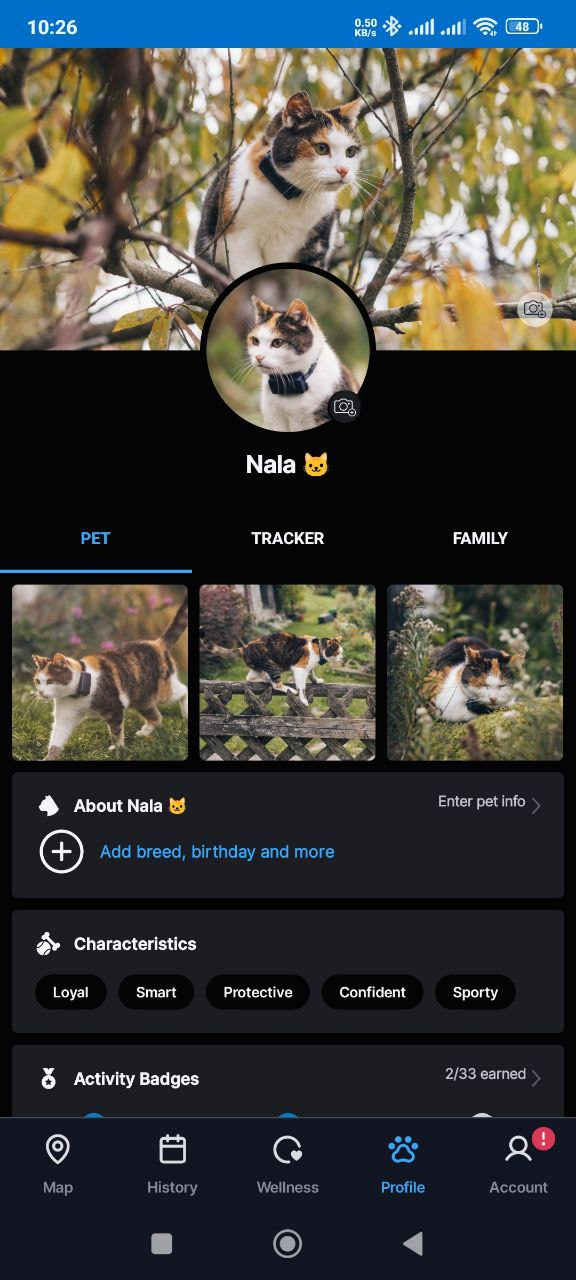 10:26
0.50
KB/s
48
Nala 🐱
PET
TRACKER
FAMILY
About Nala 🐱
Enter pet info
Add breed, birthday and more
Characteristics
Loyal
Smart
Protective
Confident
Sporty
Activity Badges
2/33 earned
Map
History
Wellness
Profile
Account
!